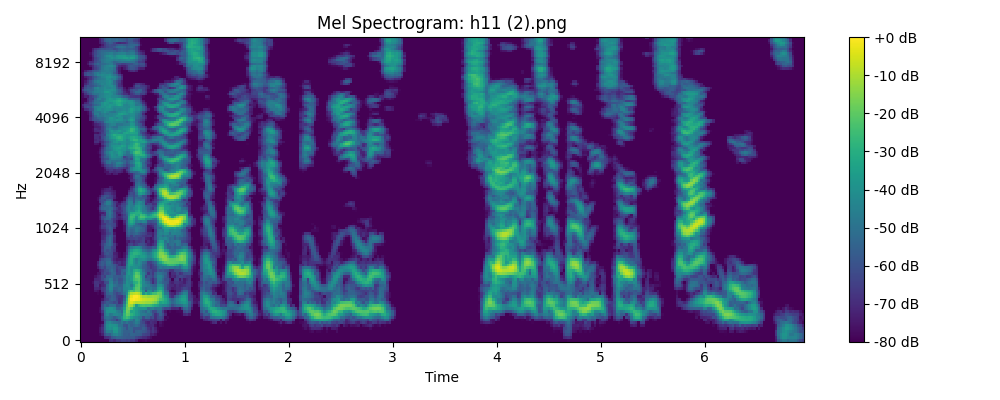 Mel Spectrogram: h11 (2).png
Hz
8192
4096
2048
1024
512
0
0 1 2 3 4 5 6
Time
+0 dB
-10 dB
-20 dB
-30 dB
-40 dB
-50 dB
-60 dB
-70 dB
-80 dB